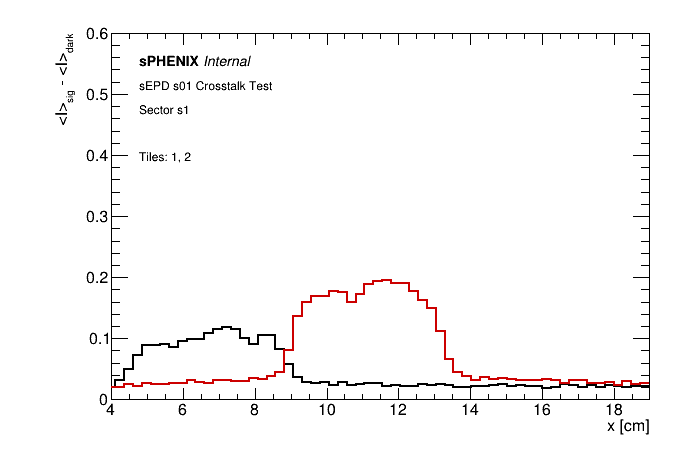 <I>sig - <I>dark
0.6
0.5
0.4
0.3
0.2
0.1
0
sPHENIX Internal
sEPD s01 Crosstalk Test
Sector s1
Tiles: 1, 2
4 6 8 10 12 14 16 18
x [cm]